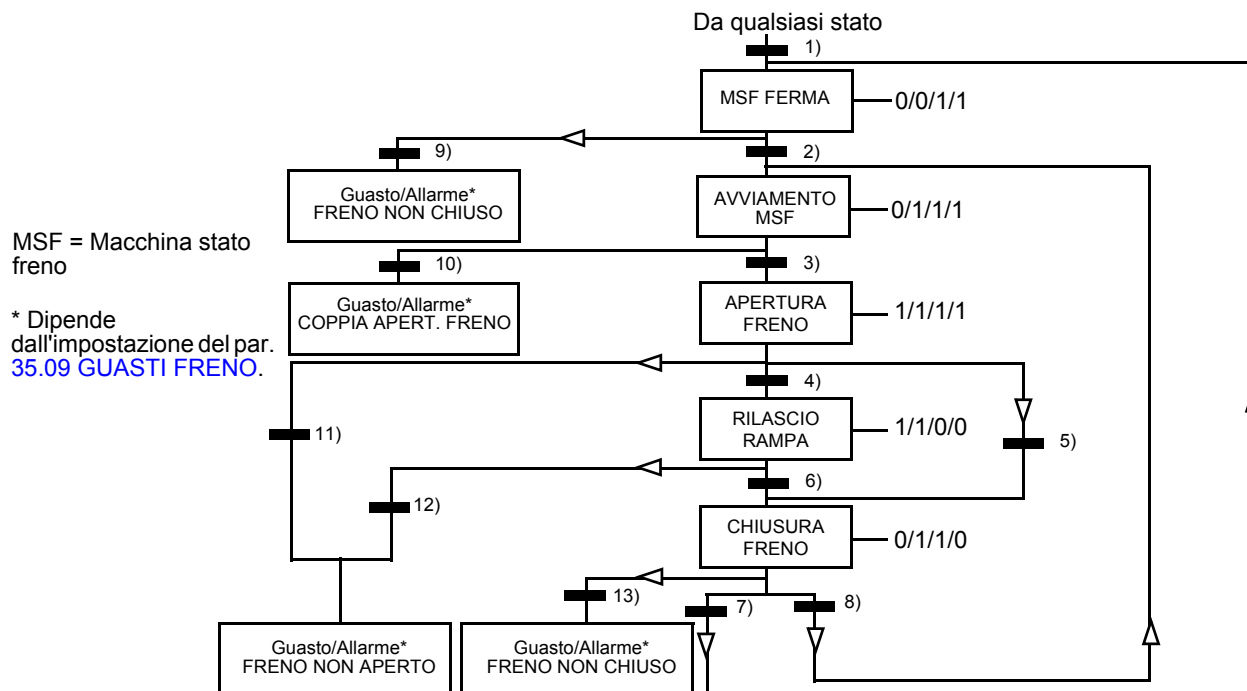 Da qualsiasi stato
1)
MSF FERMA
0/0/1/1
9)
2)
Guasto/Allarme*
FRENO NON CHIUSO
AVVIAMENTO
MSF
0/1/1/1
MSF = Macchina stato
freno
10)
3)
Guasto/Allarme*
COPPIA APERT. FRENO
APERTURA
FRENO
1/1/1/1
* Dipende
dall'impostazione del par.
35.09 GUASTI FRENO.
4)
RILASCIO
RAMPA
1/1/0/0
5)
11)
6)
12)
CHIUSURA
FRENO
0/1/1/0
13)
7)
8)
Guasto/Allarme*
FRENO NON APERTO
Guasto/Allarme*
FRENO NON CHIUSO